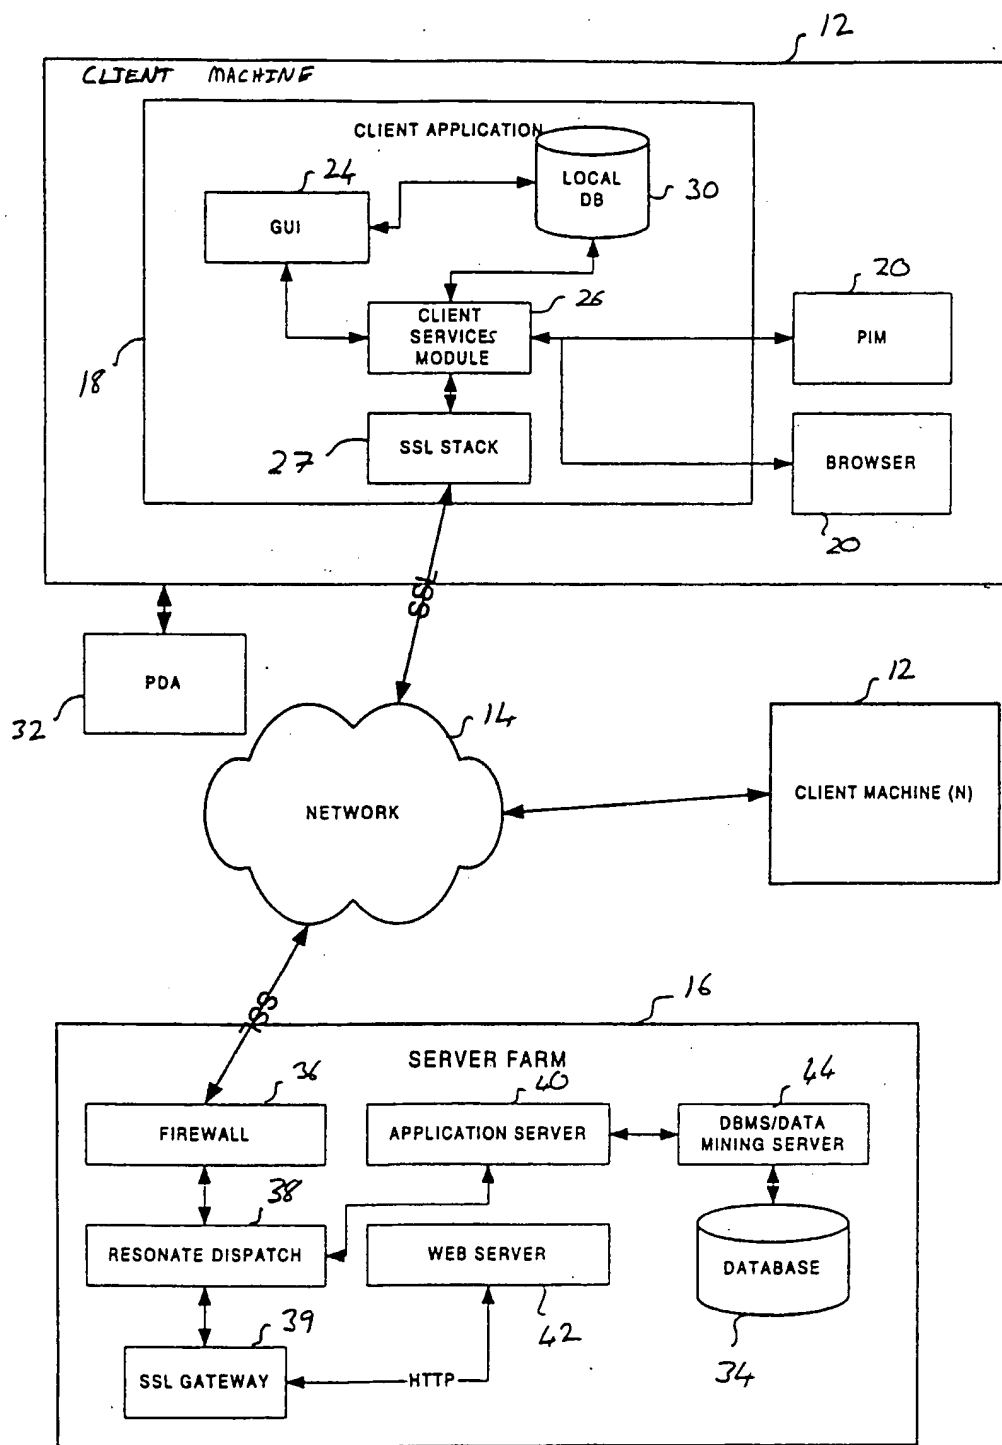 12
CLIENT MACHINE
CLIENT APPLICATION
24
GUI
LOCAL
DB
30
26
CLIENT
SERVICES
MODULE
20
PIM
18
27
SSL STACK
BROWSER
20
SSL
PDA
32
14
NETWORK
12
CLIENT MACHINE (N)
SSL
16
SERVER FARM
36
FIREWALL
40
APPLICATION SERVER
44
DBMS/DATA
MINING SERVER
38
RESONATE DISPATCH
WEB SERVER
42
DATABASE
34
39
SSL GATEWAY
HTTP